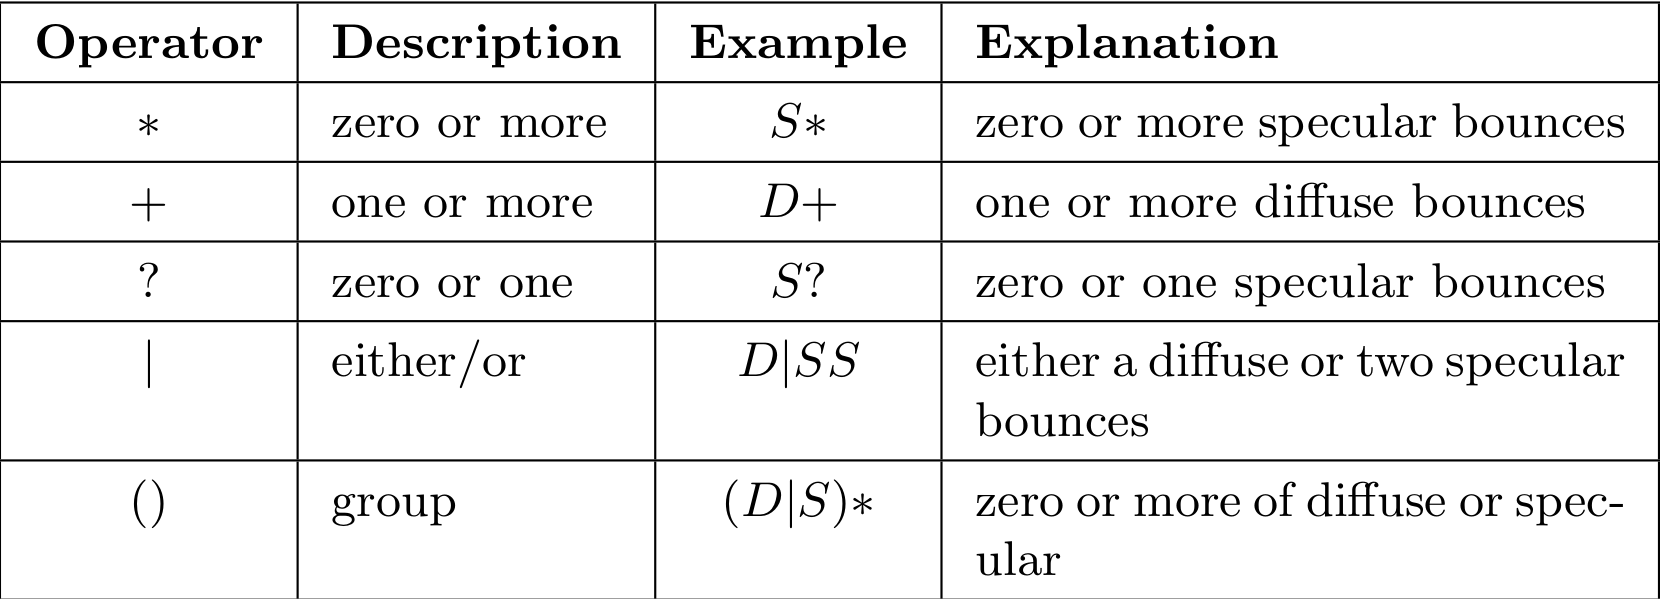 Operator Description Example Explanation
* zero or more S* zero or more specular bounces
+ one or more D+ one or more diffuse bounces
? zero or one S? zero or one specular bounces
| either/or D|SS either a diffuse or two specular
bounces
() group (D|S)* zero or more of diffuse or spec-
ular